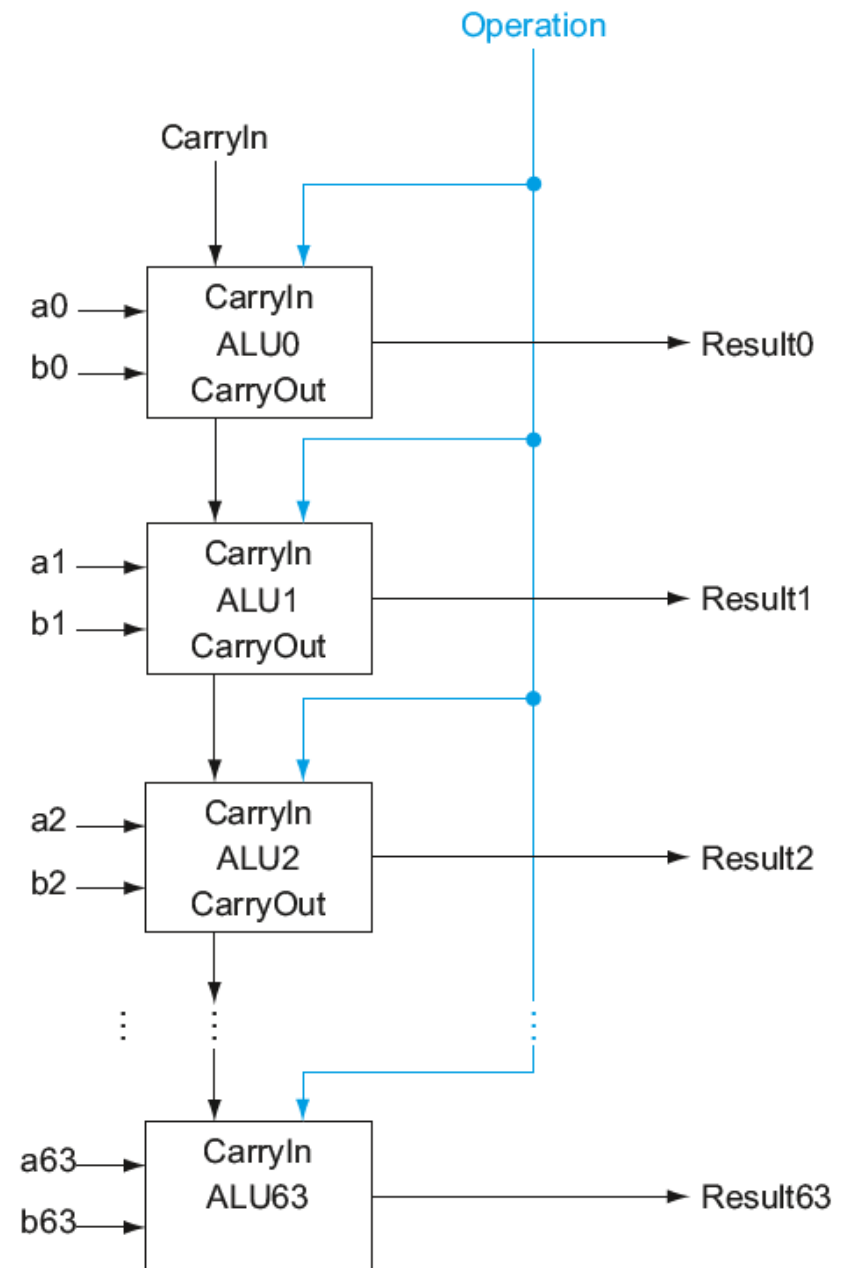 Operation
CarryIn
CarryIn
a0
ALU0
Result0
b0
CarryOut
CarryIn
a1
ALU1
Result1
b1
CarryOut
CarryIn
a2
ALU2
Result2
b2
CarryOut
CarryIn
a63
ALU63
Result63
b63